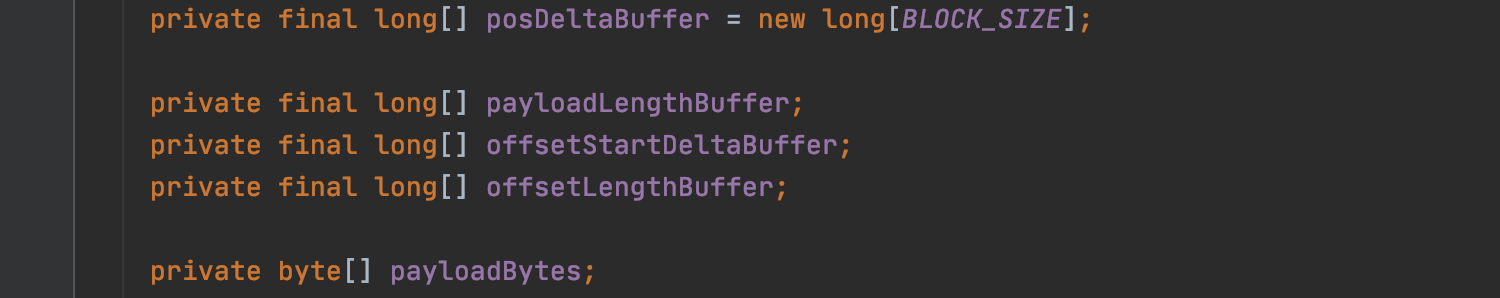 private final long[] posDeltaBuffer = new long[BLOCK_SIZE];
private final long[] payloadLengthBuffer;
private final long[] offsetStartDeltaBuffer;
private final long[] offsetLengthBuffer;
private byte[] payloadBytes;